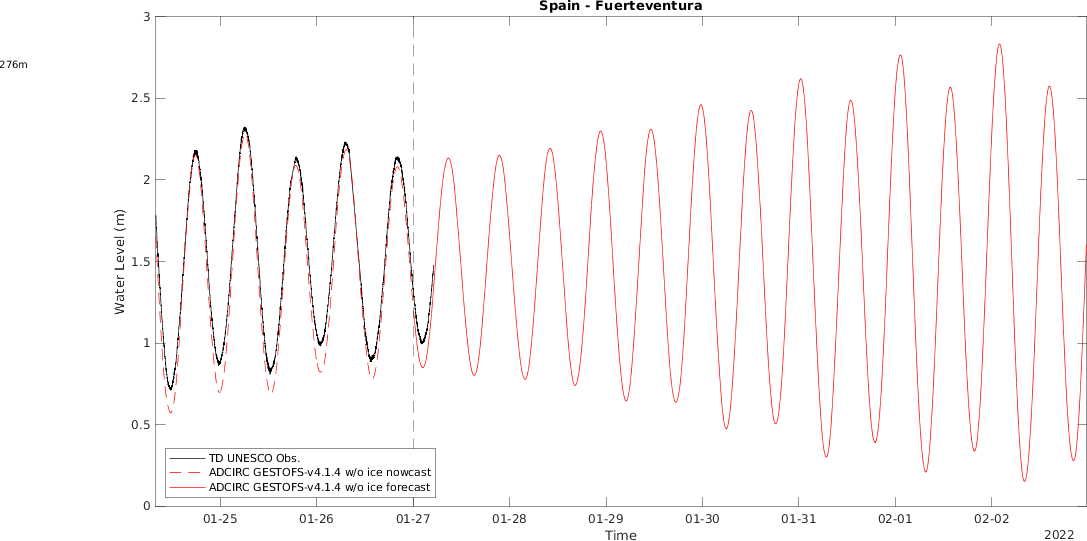 Spain - Fuerteventura
276m
3
2.5
2
1.5
1
0.5
0
Water Level (m)
TD UNESCO Obs.
ADCIRC GESTOFS-v4.1.4 w/o ice nowcast
ADCIRC GESTOFS-v4.1.4 w/o ice forecast
01-25 01-26 01-27 01-28 01-29 01-30 01-31 02-01 02-02
Time
2022